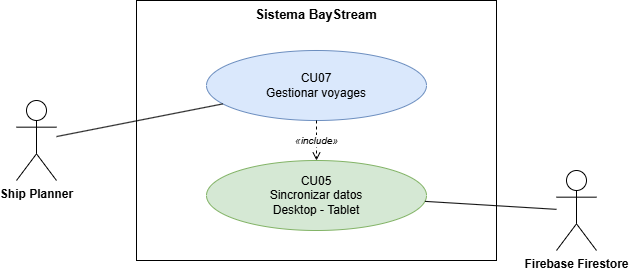 Sistema BayStream
CU07
Gestionar voyages
«include»
Ship Planner
CU05
Sincronizar datos
Desktop - Tablet
Firebase Firestore